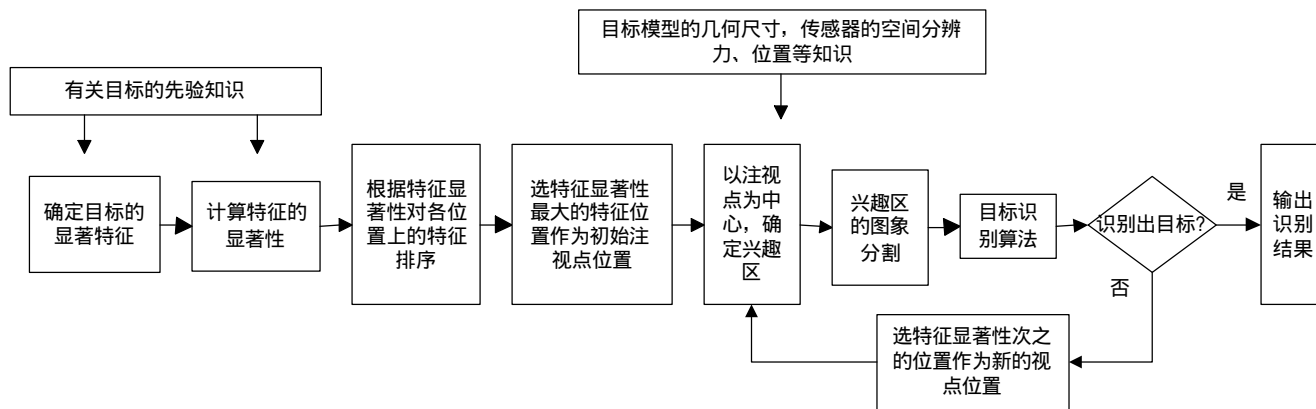 目标模型的几何尺寸，传感器的空间分辨
力、位置等知识
有关目标的先验知识
确定目标的
显著特征
计算特征的
显著性
根据特征显
著性对各位
置上的特征
排序
选特征显著性
最大的特征位
置作为初始注
视点位置
以注视
点为中
心，确
定兴趣
区
兴趣区
的图象
分割
目标识
别算法
识别出目标?
是
输出
识别
结果
否
选特征显著性次之
的位置作为新的视
点位置